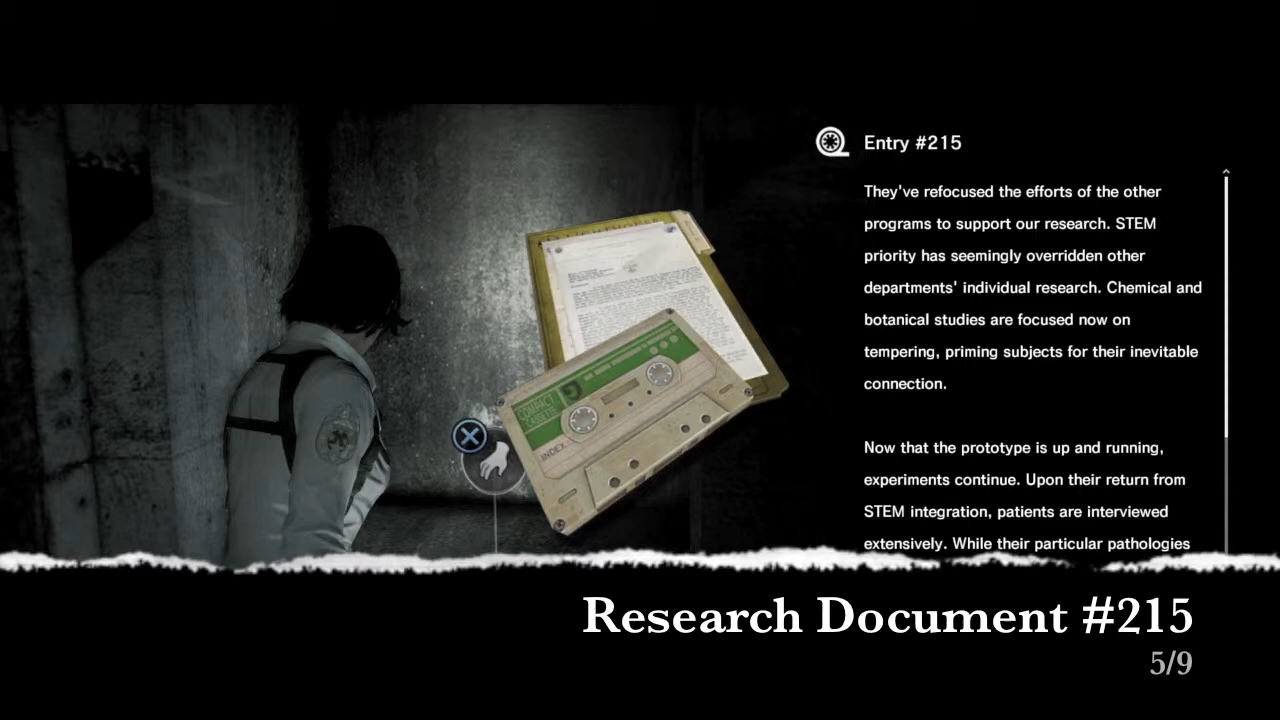 Entry #215
They've refocused the efforts of the other
programs to support our research. STEM
priority has seemingly overridden other
departments' individual research. Chemical and
botanical studies are focused now on
tempering, priming subjects for their inevitable
connection.
Now that the prototype is up and running,
experiments continue. Upon their return from
STEM integration, patients are interviewed
extensively. While their particular pathologies
COMPACT
CASSETTE
INDEX
Research Document #215
5/9